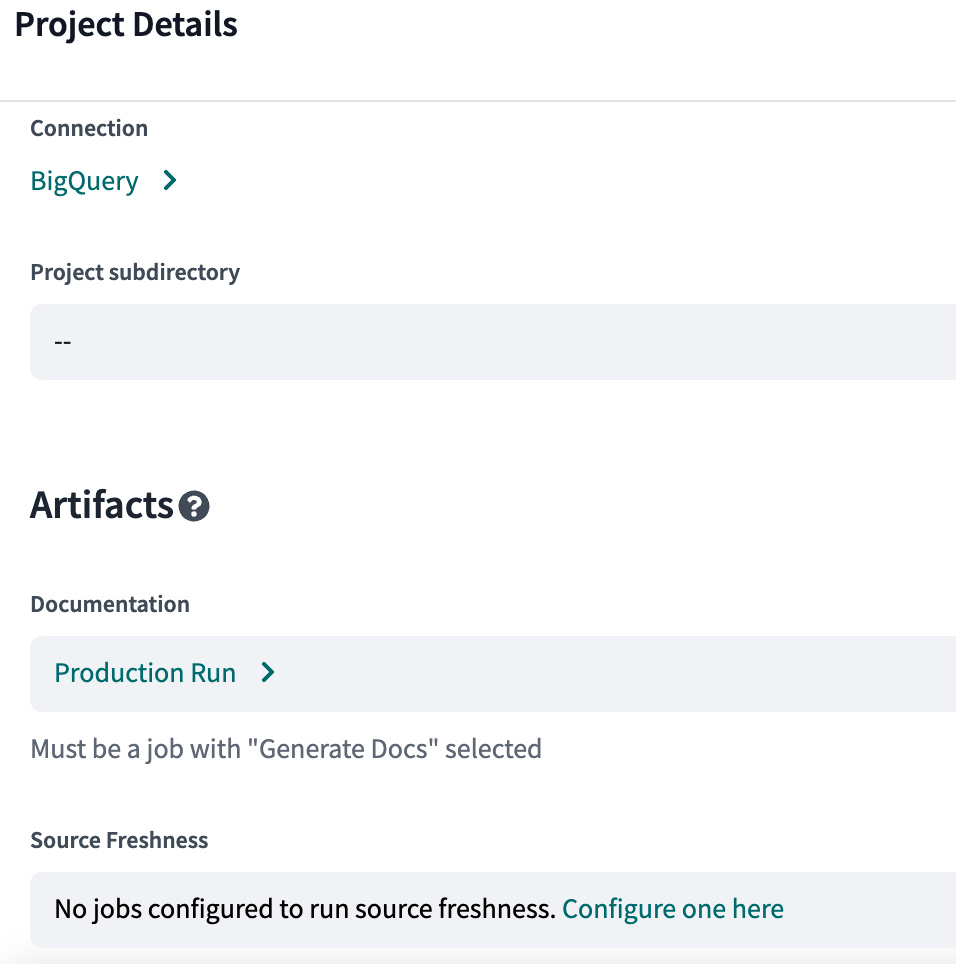 Project Details
Connection
BigQuery
Project subdirectory
--
Artifacts
Documentation
Production Run
Must be a job with "Generate Docs" selected
Source Freshness
No jobs configured to run source freshness. Configure one here